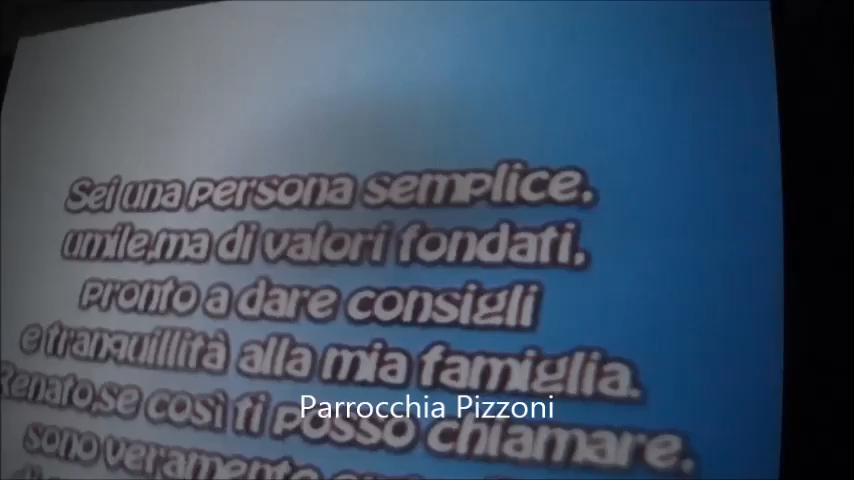 Sei una persona semplice,
umile,ma di valori fondati,
pronto a dare consigli
e tranquillità alla mia famiglia.
Renato,se così ti posso chiamare,
Parrocchia Pizzoni
sono veramente